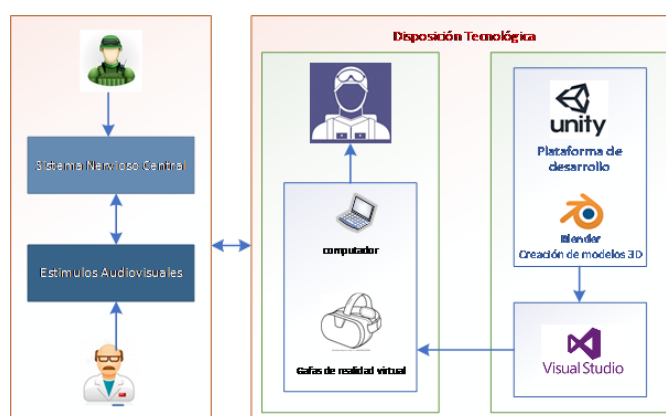 Disposición Tecnológica
Sistema Nervioso Central
Estímulos Audiovisuales
computador
Gafas de realidad virtual
unity
Plataforma de
desarrollo
Blender
Creación de modelos 3D
Visual Studio